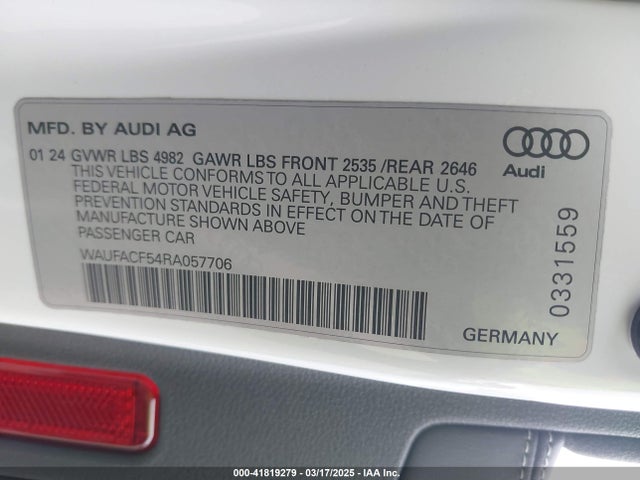 MFD. BY AUDI AG
01 24 GVWR LBS 4982 GAWR LBS FRONT 2535 /REAR 2646
THIS VEHICLE CONFORMS TO ALL APPLICABLE U.S.
FEDERAL MOTOR VEHICLE SAFETY, BUMPER AND THEFT
PREVENTION STANDARDS IN EFFECT ON THE DATE OF
MANUFACTURE SHOWN ABOVE
PASSENGER CAR
WAUFACF54RA057706
Audi
0331559
GERMANY
000-41819279 - 03/17/2025 - IAA Inc.